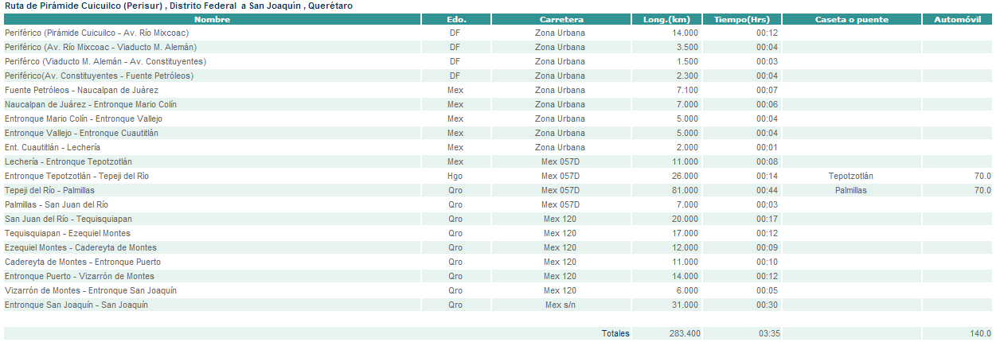 Ruta de Pirámide Cuicuilco (Perisur) , Distrito Federal a San Joaquín , Querétaro
Nombre Edo. Carretera Long.(km) Tiempo(Hrs) Caseta o puente Automóvil
Periférico (Pirámide Cuicuilco - Av. Río Mixcoac) DF Zona Urbana 14.000 00:12
Periférico (Av. Río Mixcoac - Viaducto M. Alemán) DF Zona Urbana 3.500 00:04
Periférco (Viaducto M. Alemán - Av. Constituyentes) DF Zona Urbana 1.500 00:03
Periférico(Av. Constituyentes - Fuente Petróleos) DF Zona Urbana 2.300 00:04
Fuente Petróleos - Naucalpan de Juárez Mex Zona Urbana 7.100 00:07
Naucalpan de Juárez - Entronque Mario Colín Mex Zona Urbana 7.000 00:06
Entronque Mario Colín - Entronque Vallejo Mex Zona Urbana 5.000 00:04
Entronque Vallejo - Entronque Cuautitlán Mex Zona Urbana 5.000 00:04
Ent. Cuautitlán - Lechería Mex Zona Urbana 2.000 00:01
Lechería - Entronque Tepotzotlán Mex Mex 057D 11.000 00:08
Entronque Tepotzotlán - Tepeji del Río Hgo Mex 057D 26.000 00:14 Tepotzotlán 70.0
Tepeji del Río - Palmillas Qro Mex 057D 81.000 00:44 Palmillas 70.0
Palmillas - San Juan del Río Qro Mex 057D 7.000 00:03
San Juan del Río - Tequisquiapan Qro Mex 120 20.000 00:17
Tequisquiapan - Ezequiel Montes Qro Mex 120 17.000 00:12
Ezequiel Montes - Cadereyta de Montes Qro Mex 120 12.000 00:09
Cadereyta de Montes - Entronque Puerto Qro Mex 120 11.000 00:10
Entronque Puerto - Vizarrón de Montes Qro Mex 120 14.000 00:12
Vizarrón de Montes - Entronque San Joaquín Qro Mex 120 6.000 00:05
Entronque San Joaquín - San Joaquín Qro Mex s/n 31.000 00:30
Totales 283.400 03:35 140.0